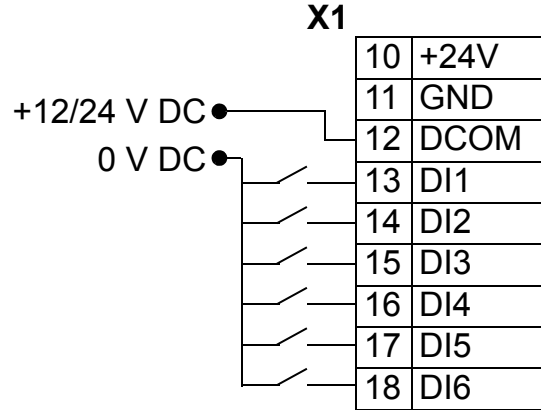 X1
10 +24V
+12/24 V DC 11 GND
12 DCOM
0 V DC
13 DI1
14 DI2
15 DI3
16 DI4
17 DI5
18 DI6